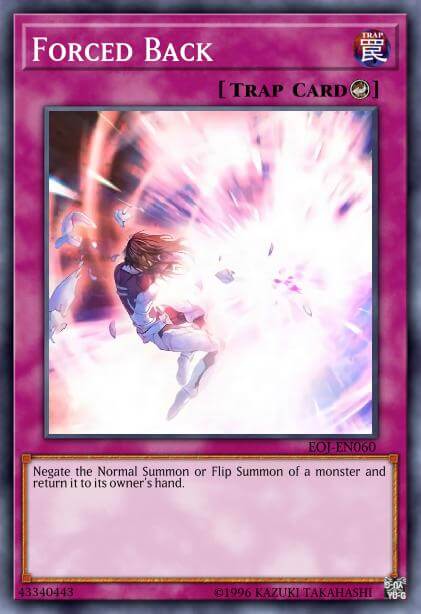 Forced Back
TRAP
罠
[Trap Card]
EOJ-EN060
Negate the Normal Summon or Flip Summon of a monster and
return it to its owner's hand.
43340443
©1996 KAZUKI TAKAHASHI